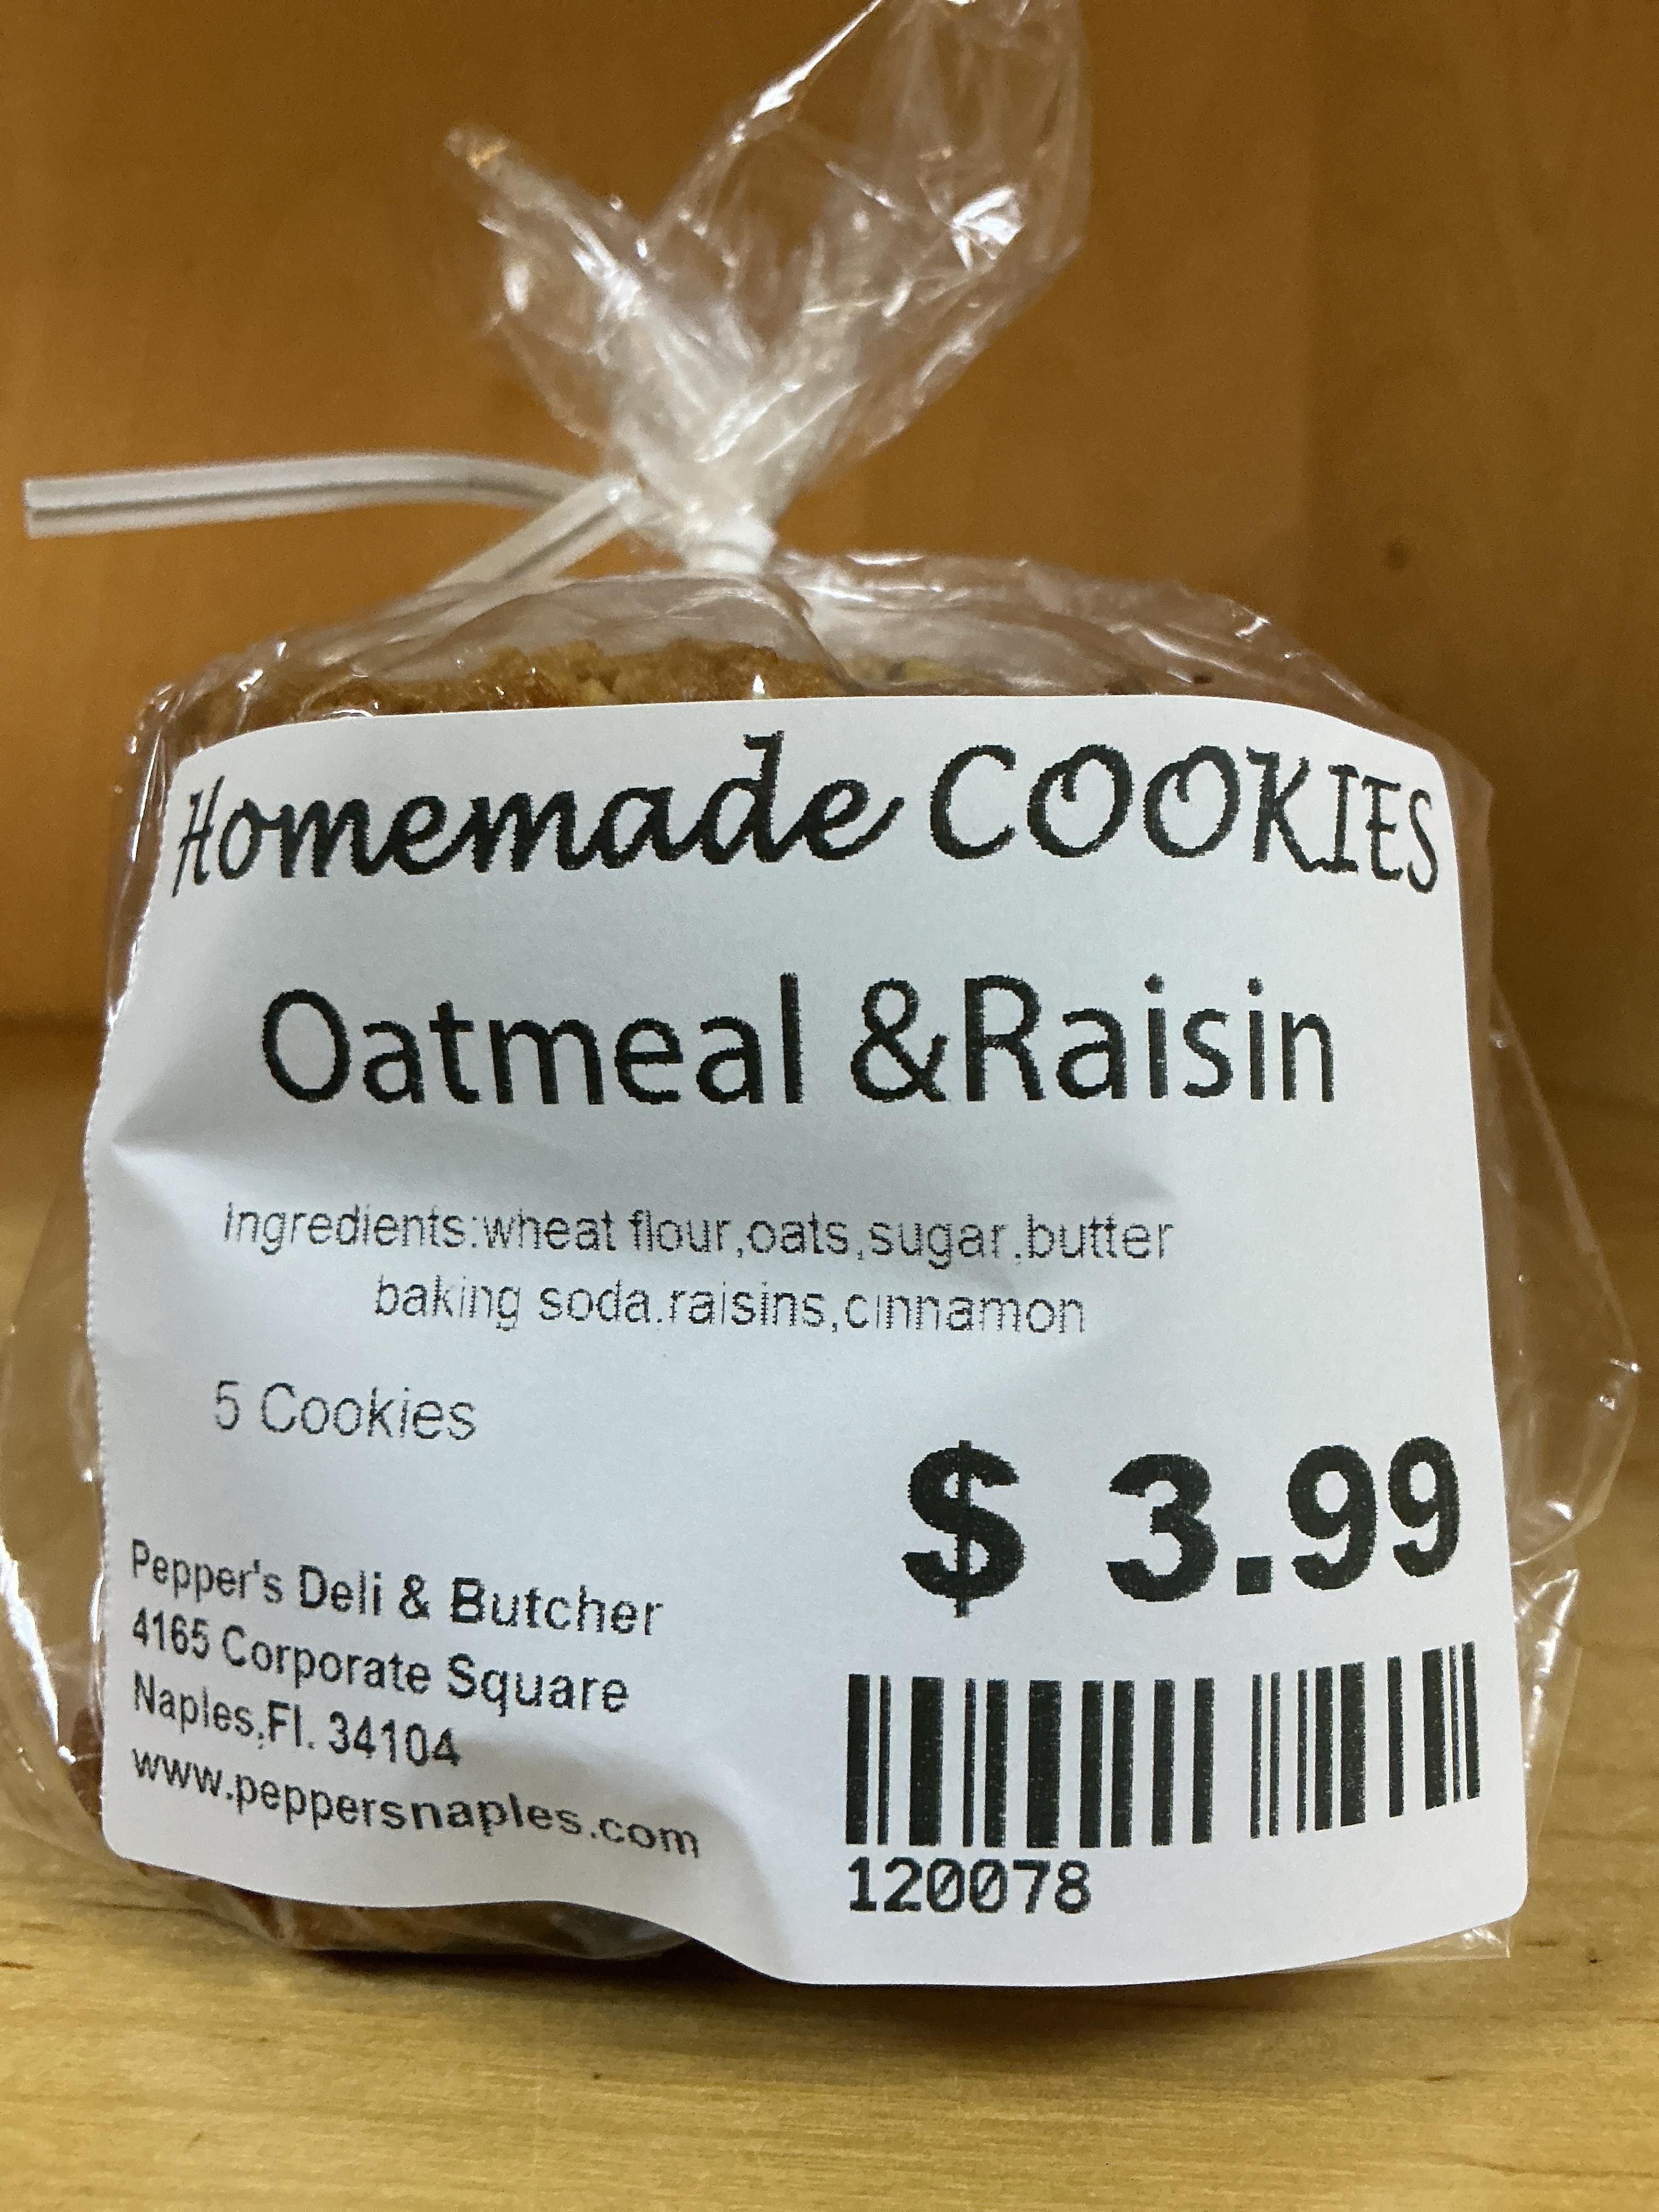 Homemade COOKIES
Oatmeal &Raisin
Ingredients:wheat flour,oats,sugar,butter
baking soda.raisins,cinnamon
5 Cookies
$ 3.99
Pepper's Deli & Butcher
4165 Corporate Square
Naples,Fl. 34104
www.peppersnaples.com
120078